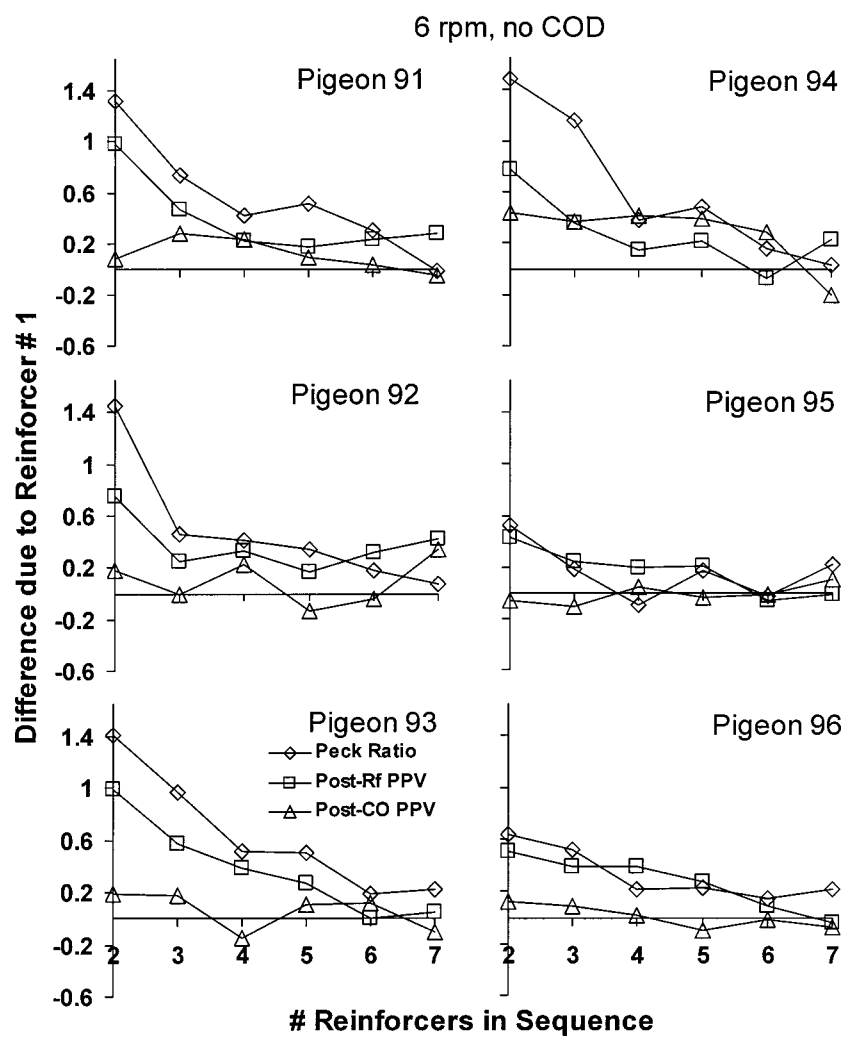 6 rpm, no COD
Pigeon 91
1.4
1
0.6
0.2
-0.2
-0.6
Pigeon 94
Pigeon 92
1.4
1
0.6
0.2
-0.2
-0.6
Pigeon 95
Pigeon 93
Peck Ratio
Post-Rf PPV
Post-CO PPV
1.4
1
0.6
0.2
-0.2
-0.6
2 3 4 5 6 7
Pigeon 96
2 3 4 5 6 7
Difference due to Reinforcer # 1
# Reinforcers in Sequence